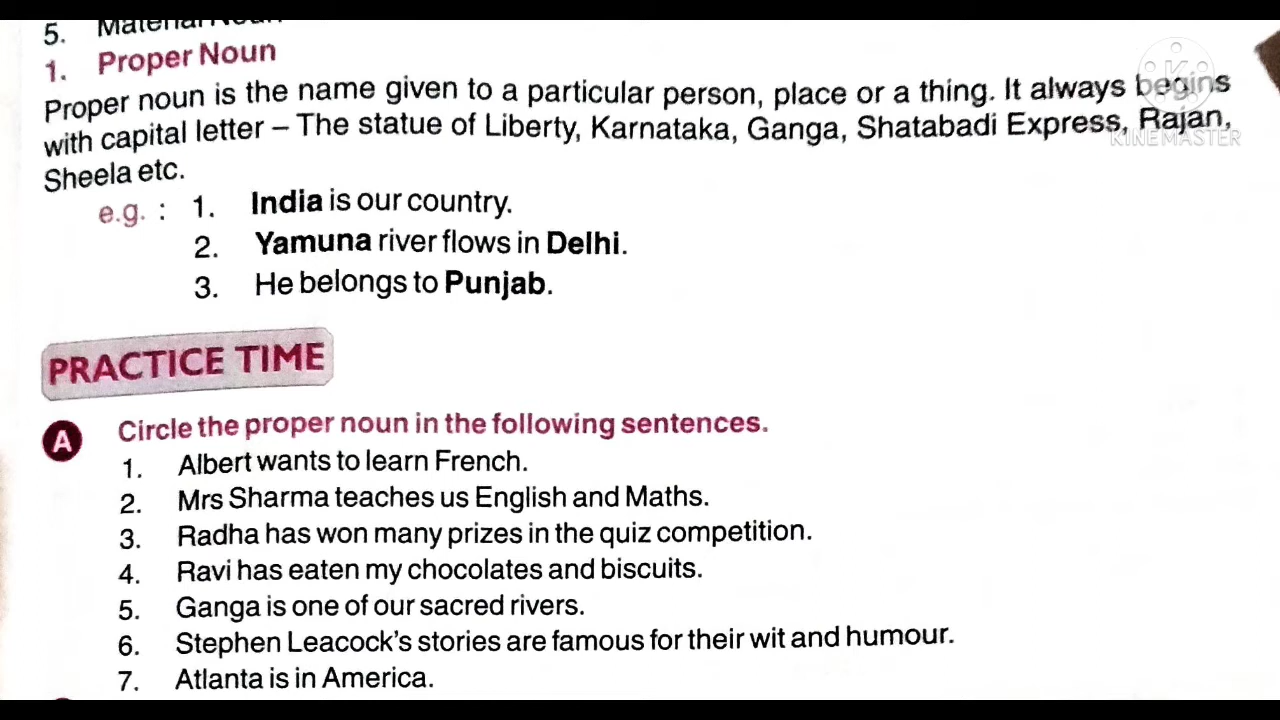 5. Material Noun
1. Proper Noun
Proper noun is the name given to a particular person, place or a thing. It always begins
with capital letter – The statue of Liberty, Karnataka, Ganga, Shatabadi Express, Rajan,
Sheela etc.
e.g. : 1. India is our country.
2. Yamuna river flows in Delhi.
3. He belongs to Punjab.
PRACTICE TIME
A Circle the proper noun in the following sentences.
1. Albert wants to learn French.
2. Mrs Sharma teaches us English and Maths.
3. Radha has won many prizes in the quiz competition.
4. Ravi has eaten my chocolates and biscuits.
5. Ganga is one of our sacred rivers.
6. Stephen Leacock's stories are famous for their wit and humour.
7. Atlanta is in America.
K
KINEMASTER